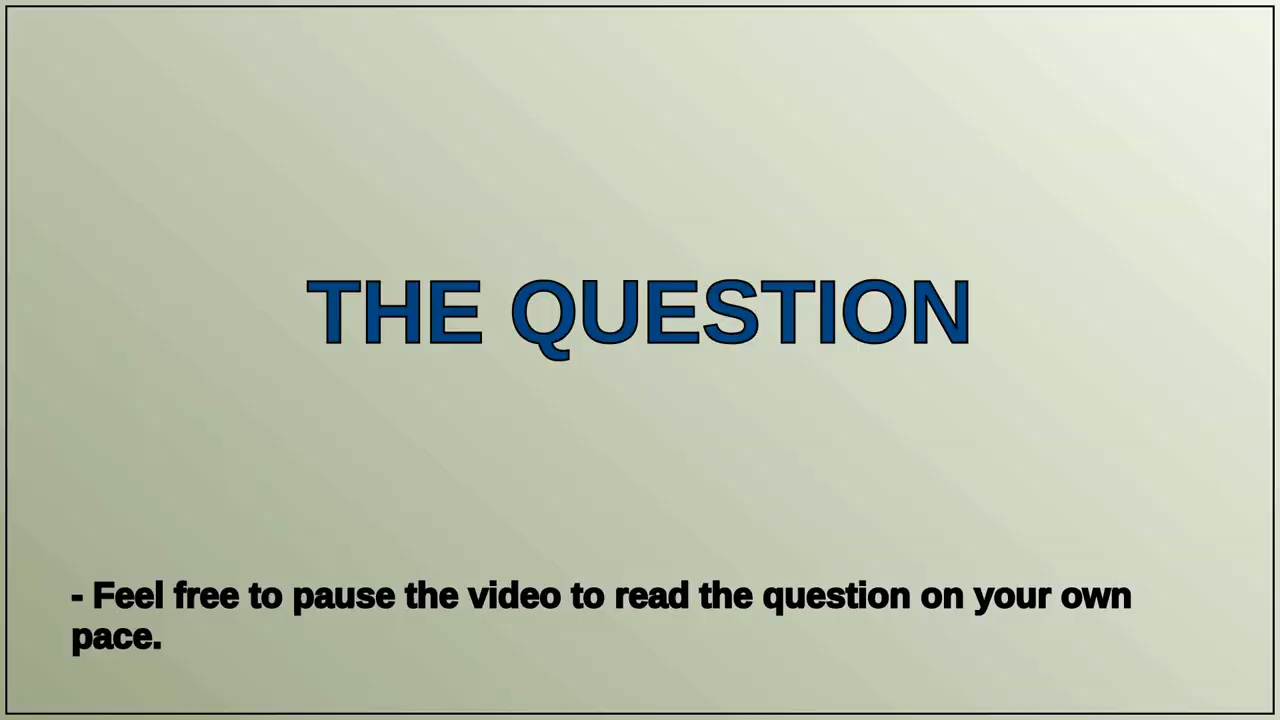 THE QUESTION
- Feel free to pause the video to read the question on your own
pace.